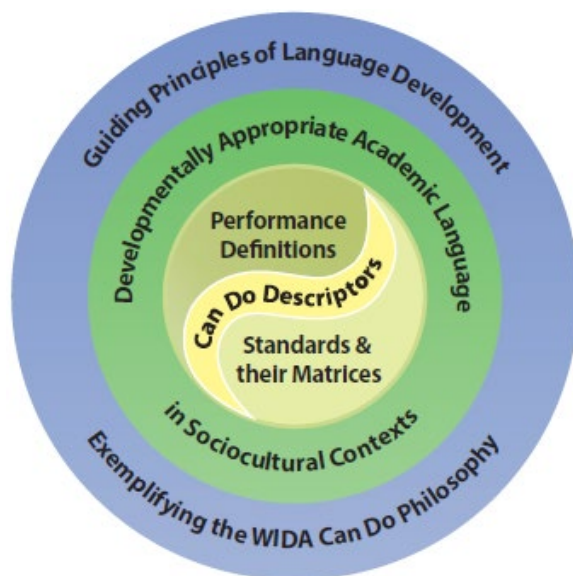 Guiding Principles of Language Development
Developmentally Appropriate Academic Language
Performance
Definitions
Can Do Descriptors
Standards &
their Matrices
in Sociocultural Contexts
Exemplifying the WIDA Can Do Philosophy